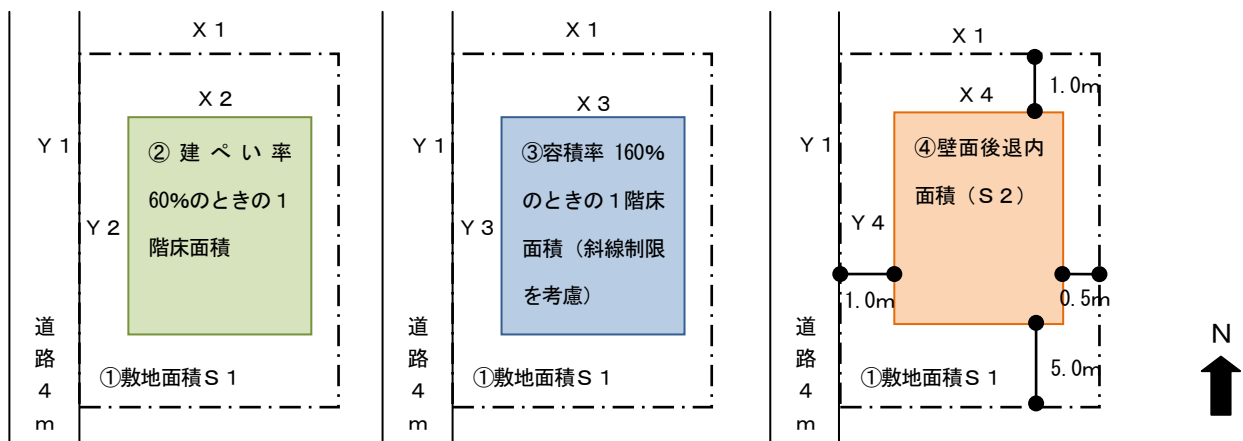 X1
X2
Y1
②建ぺい率
60%のときの1
階床面積
Y2
道路4m
①敷地面積S1
X1
X3
Y1
③容積率 160%
のときの1階床
面積(斜線制限
を考慮)
Y3
道路4m
①敷地面積S1
X1
1.0m
X4
Y1
④壁面後退内
面積(S2)
Y4
1.0m
0.5m
道路4m
5.0m
①敷地面積S1
N